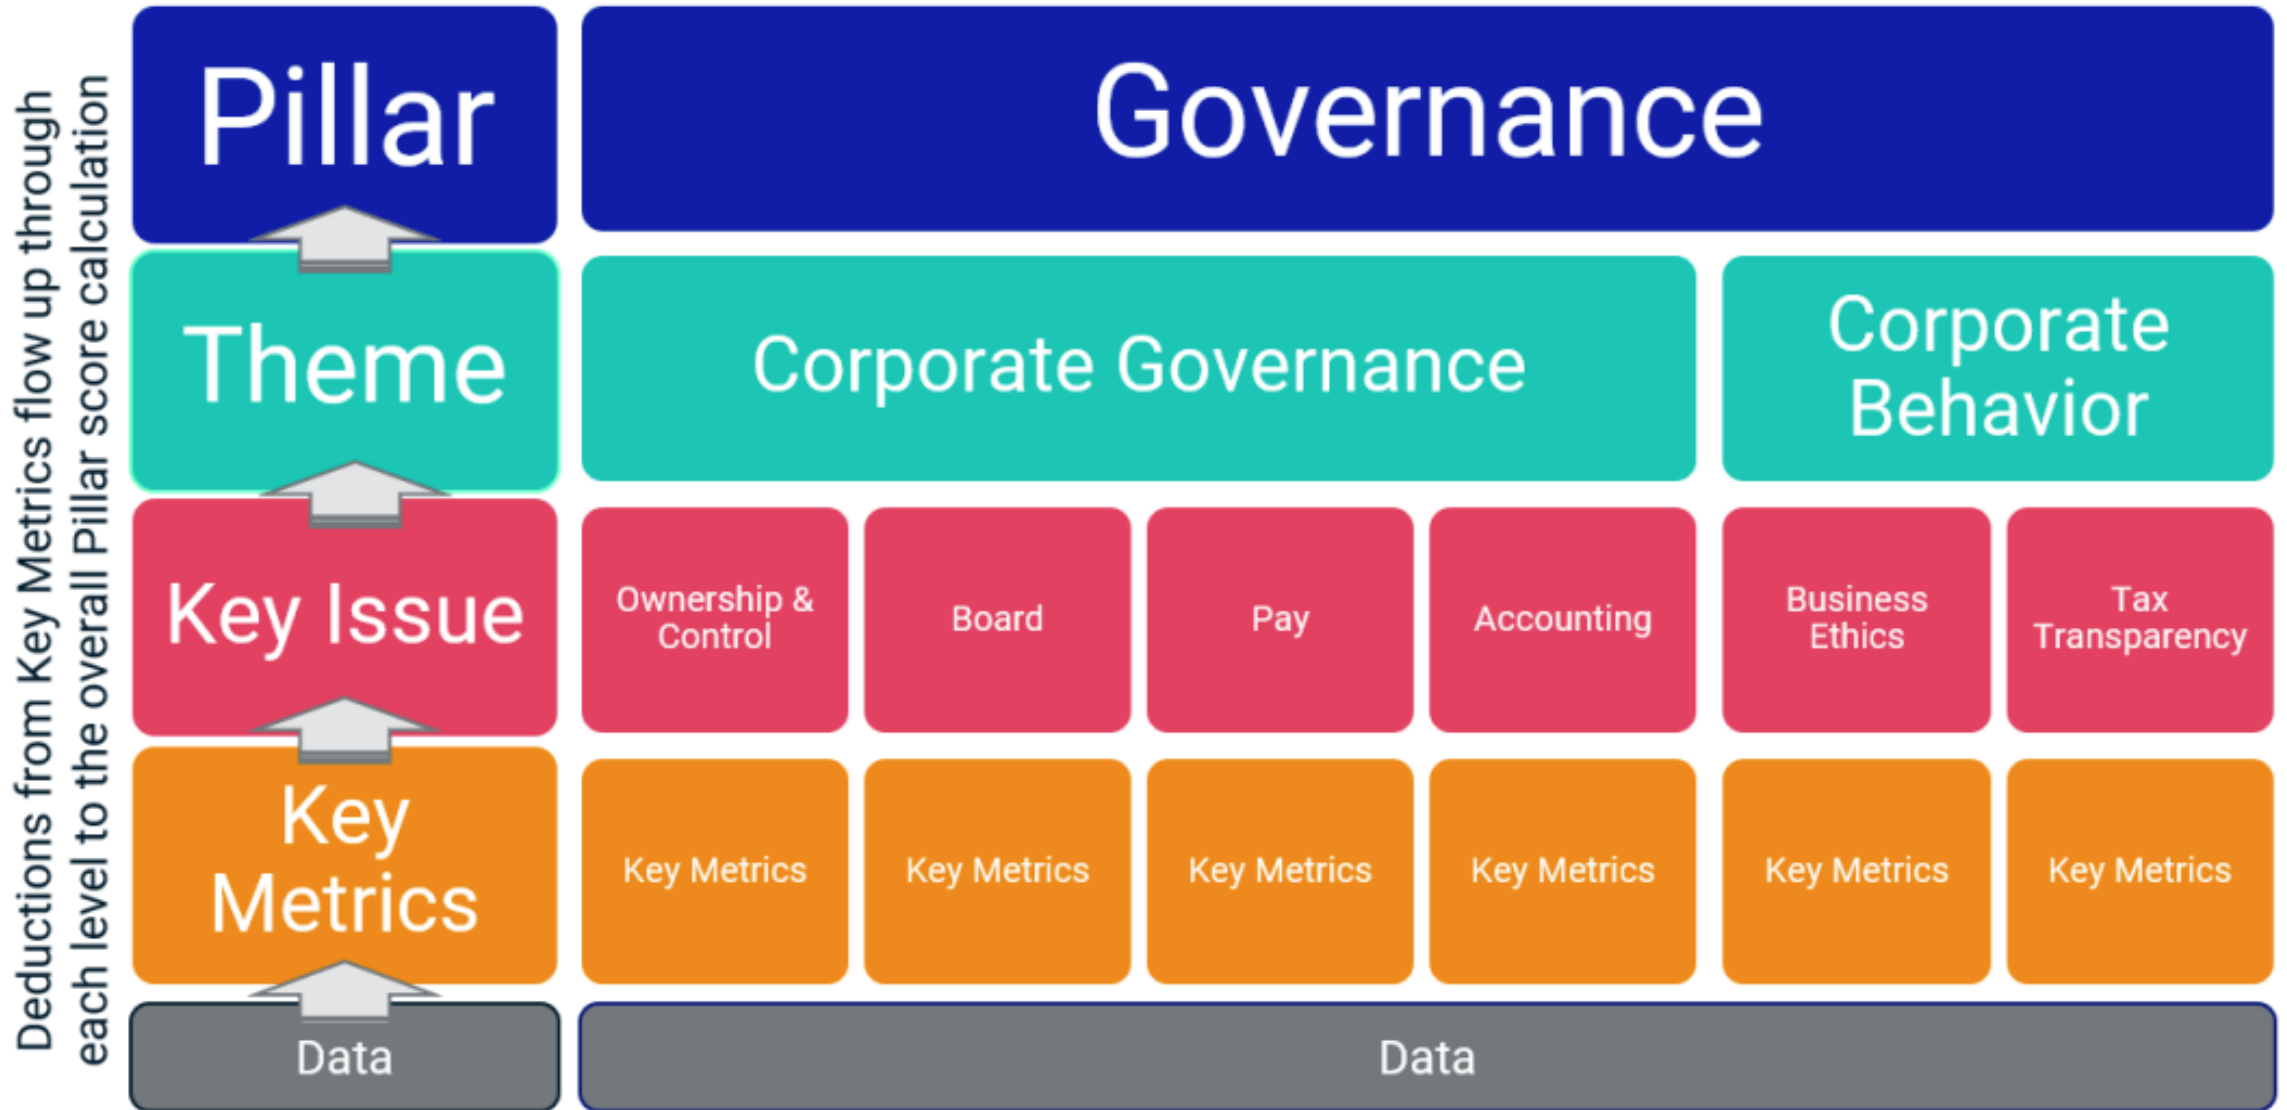 Deductions from Key Metrics flow up through
each level to the overall Pillar score calculation
Pillar
Governance
Theme
Corporate Governance
Corporate
Behavior
Key Issue
Ownership &
Control
Board
Pay
Accounting
Business
Ethics
Tax
Transparency
Key
Metrics
Key Metrics
Key Metrics
Key Metrics
Key Metrics
Key Metrics
Key Metrics
Data
Data